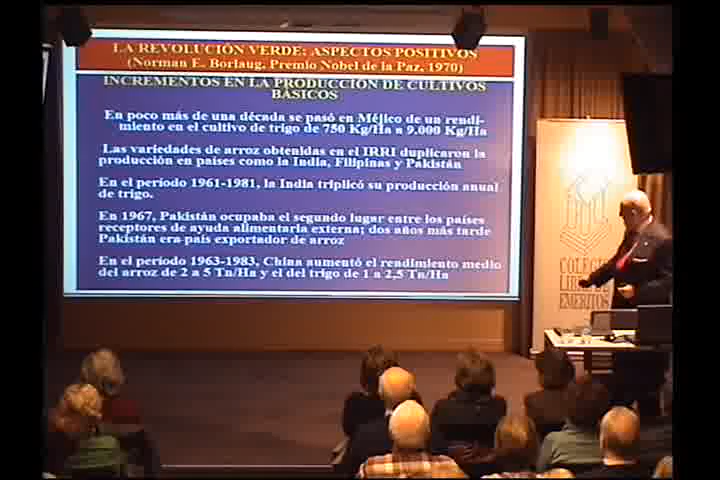 LA REVOLUCIÓN VERDE: ASPECTOS POSITIVOS
(Norman E. Borlaug, Premio Nobel de la Paz, 1970)
INCREMENTOS EN LA PRODUCCIÓN DE CULTIVOS
BÁSICOS
En poco más de una década se pasó en Méjico de un rendi-
miento en el cultivo de trigo de 750 Kg/Ha a 9.000 Kg/Ha
Las variedades de arroz obtenidas en el IRRI duplicaron la
producción en países como la India, Filipinas y Pakistán
En el período 1961-1981, la India triplicó su producción anual
de trigo.
En 1967, Pakistán ocupaba el segundo lugar entre los países
receptores de ayuda alimentaria externa; dos años más tarde
Pakistán era país exportador de arroz
En el período 1963-1983, China aumentó el rendimiento medio
del arroz de 2 a 5 Tn/Ha y el del trigo de 1 a 2,5 Tn/Ha
COLEGIO
LIBRE DE
EMÉRITOS